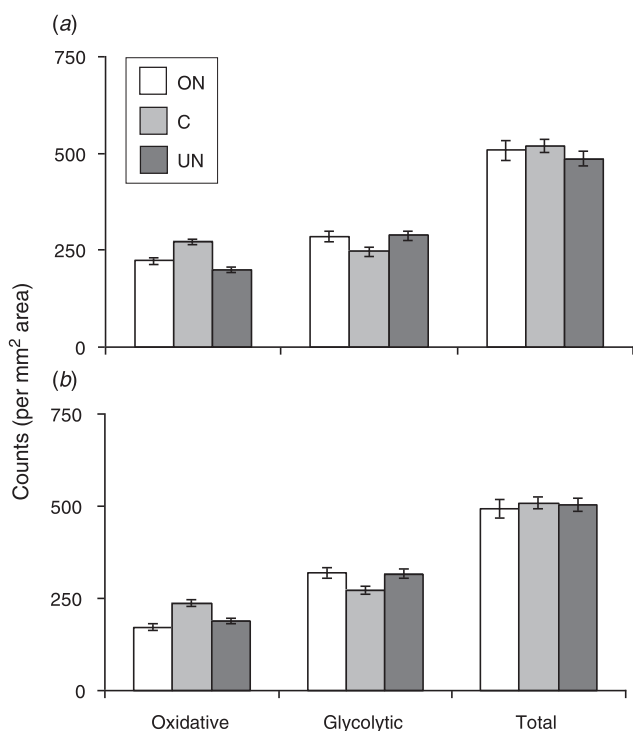 (a)
750
500
250
0
ON
C
UN
Counts (per mm² area)
(b)
750
500
250
0
Oxidative Glycolytic Total